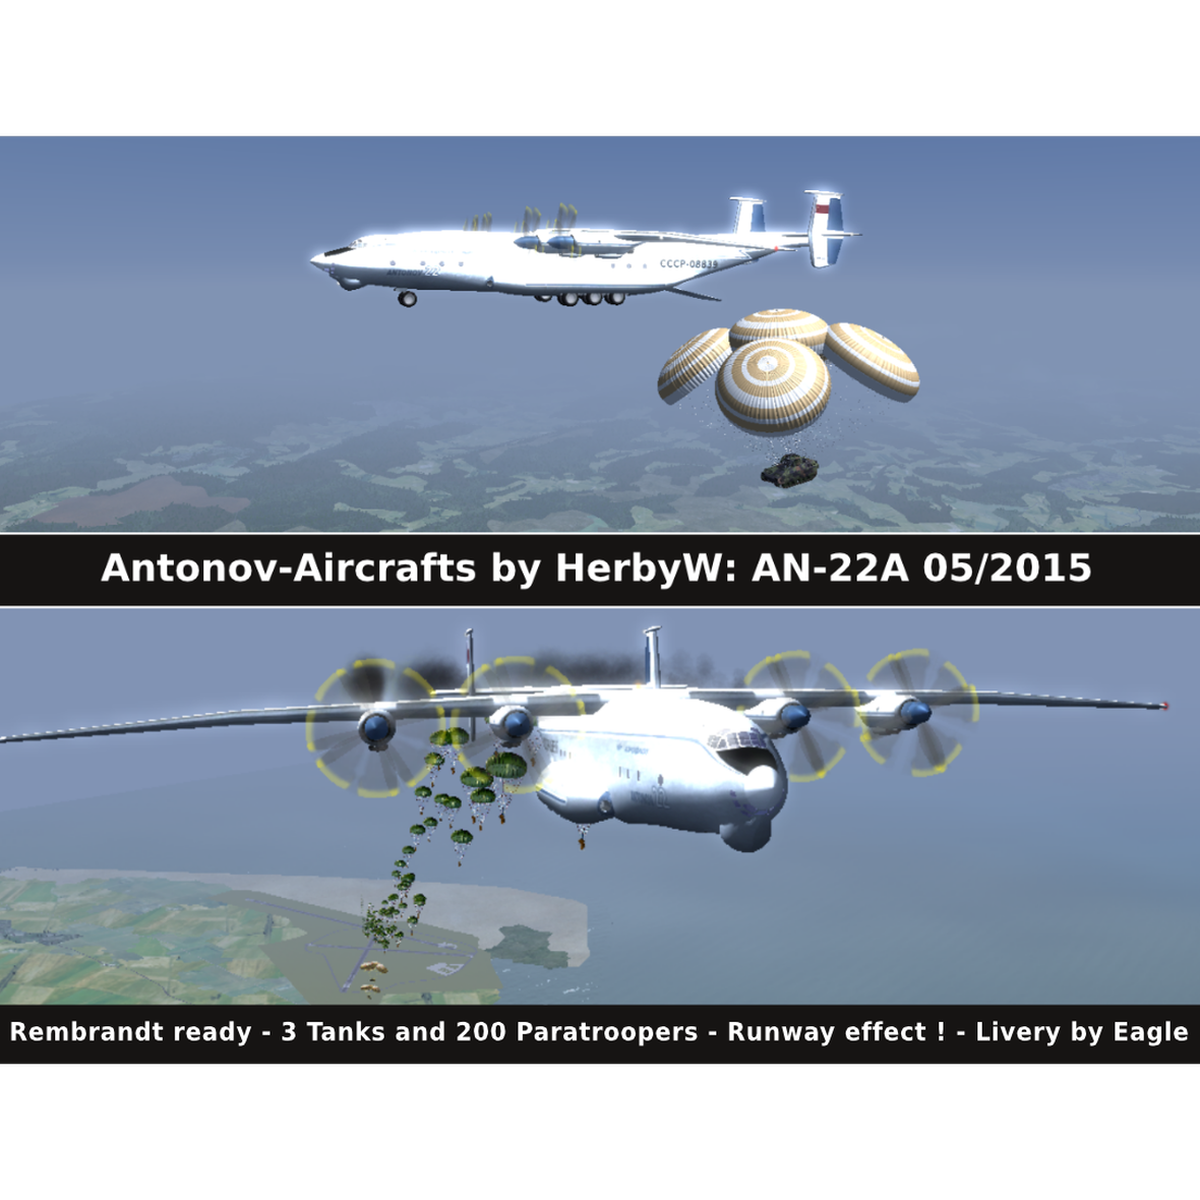 CCCP-08839
Antonov-Aircrafts by HerbyW: AN-22A 05/2015
Rembrandt ready - 3 Tanks and 200 Paratroopers - Runway effect ! - Livery by Eagle